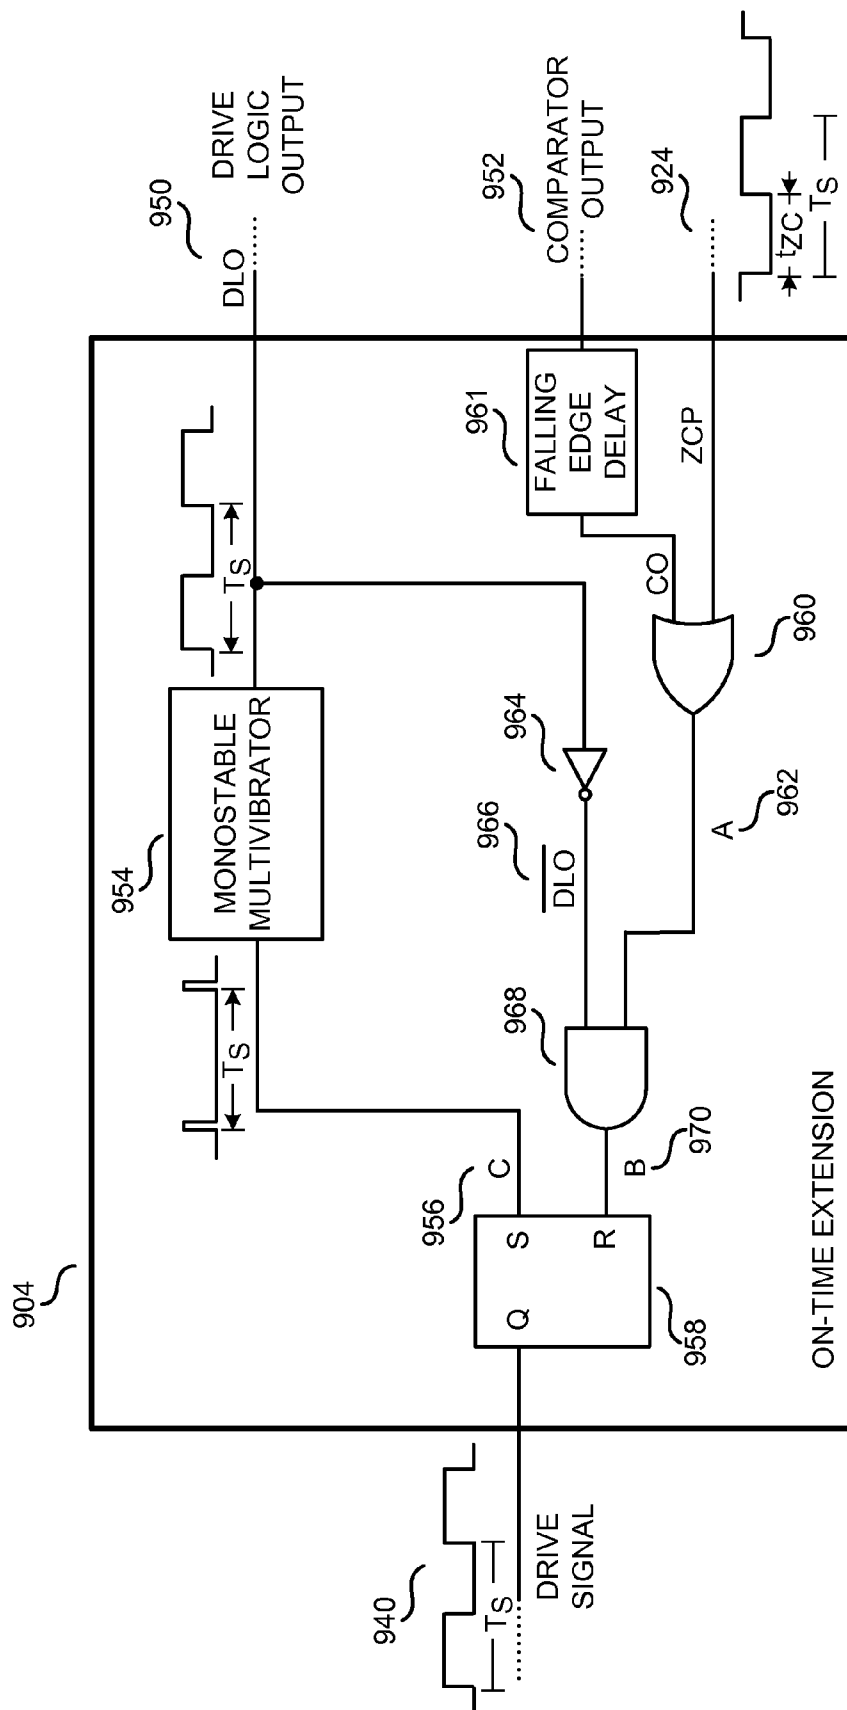 904
940
TS
DRIVE
SIGNAL
956
C
Q
S
R
958
B
970
TS
954
MONOSTABLE
MULTIVIBRATOR
TS
950
DLO
DRIVE
LOGIC
OUTPUT
968
966
DLO
964
A
962
961
FALLING
EDGE
DELAY
CO
ZCP
960
952
COMPARATOR
OUTPUT
924
tZC
TS
ON-TIME EXTENSION